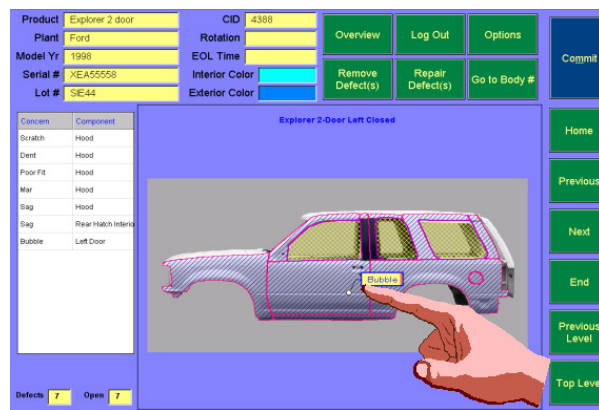 Product Explorer 2 door CID 4388
Plant Ford Rotation
Model Yr 1998 EOL Time
Serial # XEA55558 Interior Color
Lot # SIE44 Exterior Color
Overview Log Out Options
Remove Defect(s) Repair Defect(s) Go to Body #
Commit
Concern Component
Scratch Hood
Dent Hood
Poor Fit Hood
Mar Hood
Sag Hood
Sag Rear Hatch Interio
Bubble Left Door
Explorer 2-Door Left Closed
Bubble
Home
Previous
Next
End
Previous
Level
Top Leve
Defects 7 Open 7